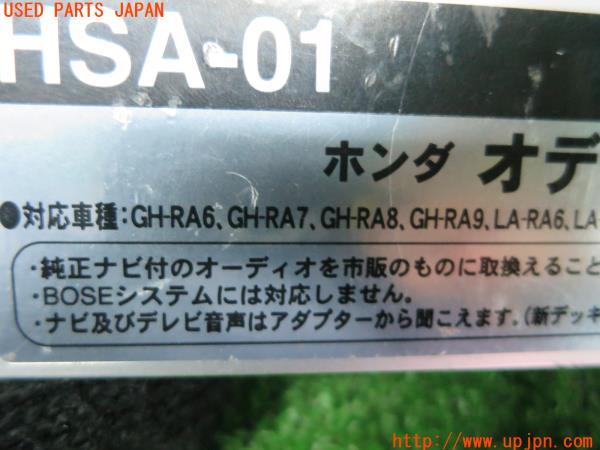 USED PARTS JAPAN
HSA-01
ホンダ オデ
●対応車種:GH-RA6、GH-RA7、GH-RA8、GH-RA9、LA-RA6、LA-
・純正ナビ付のオーディオを市販のものに取換えること
・BOSEシステムには対応しません。
・ナビ及びデレビ音声はアダプターから聞こえます。(新デッキ
http://www.upjpn.com/